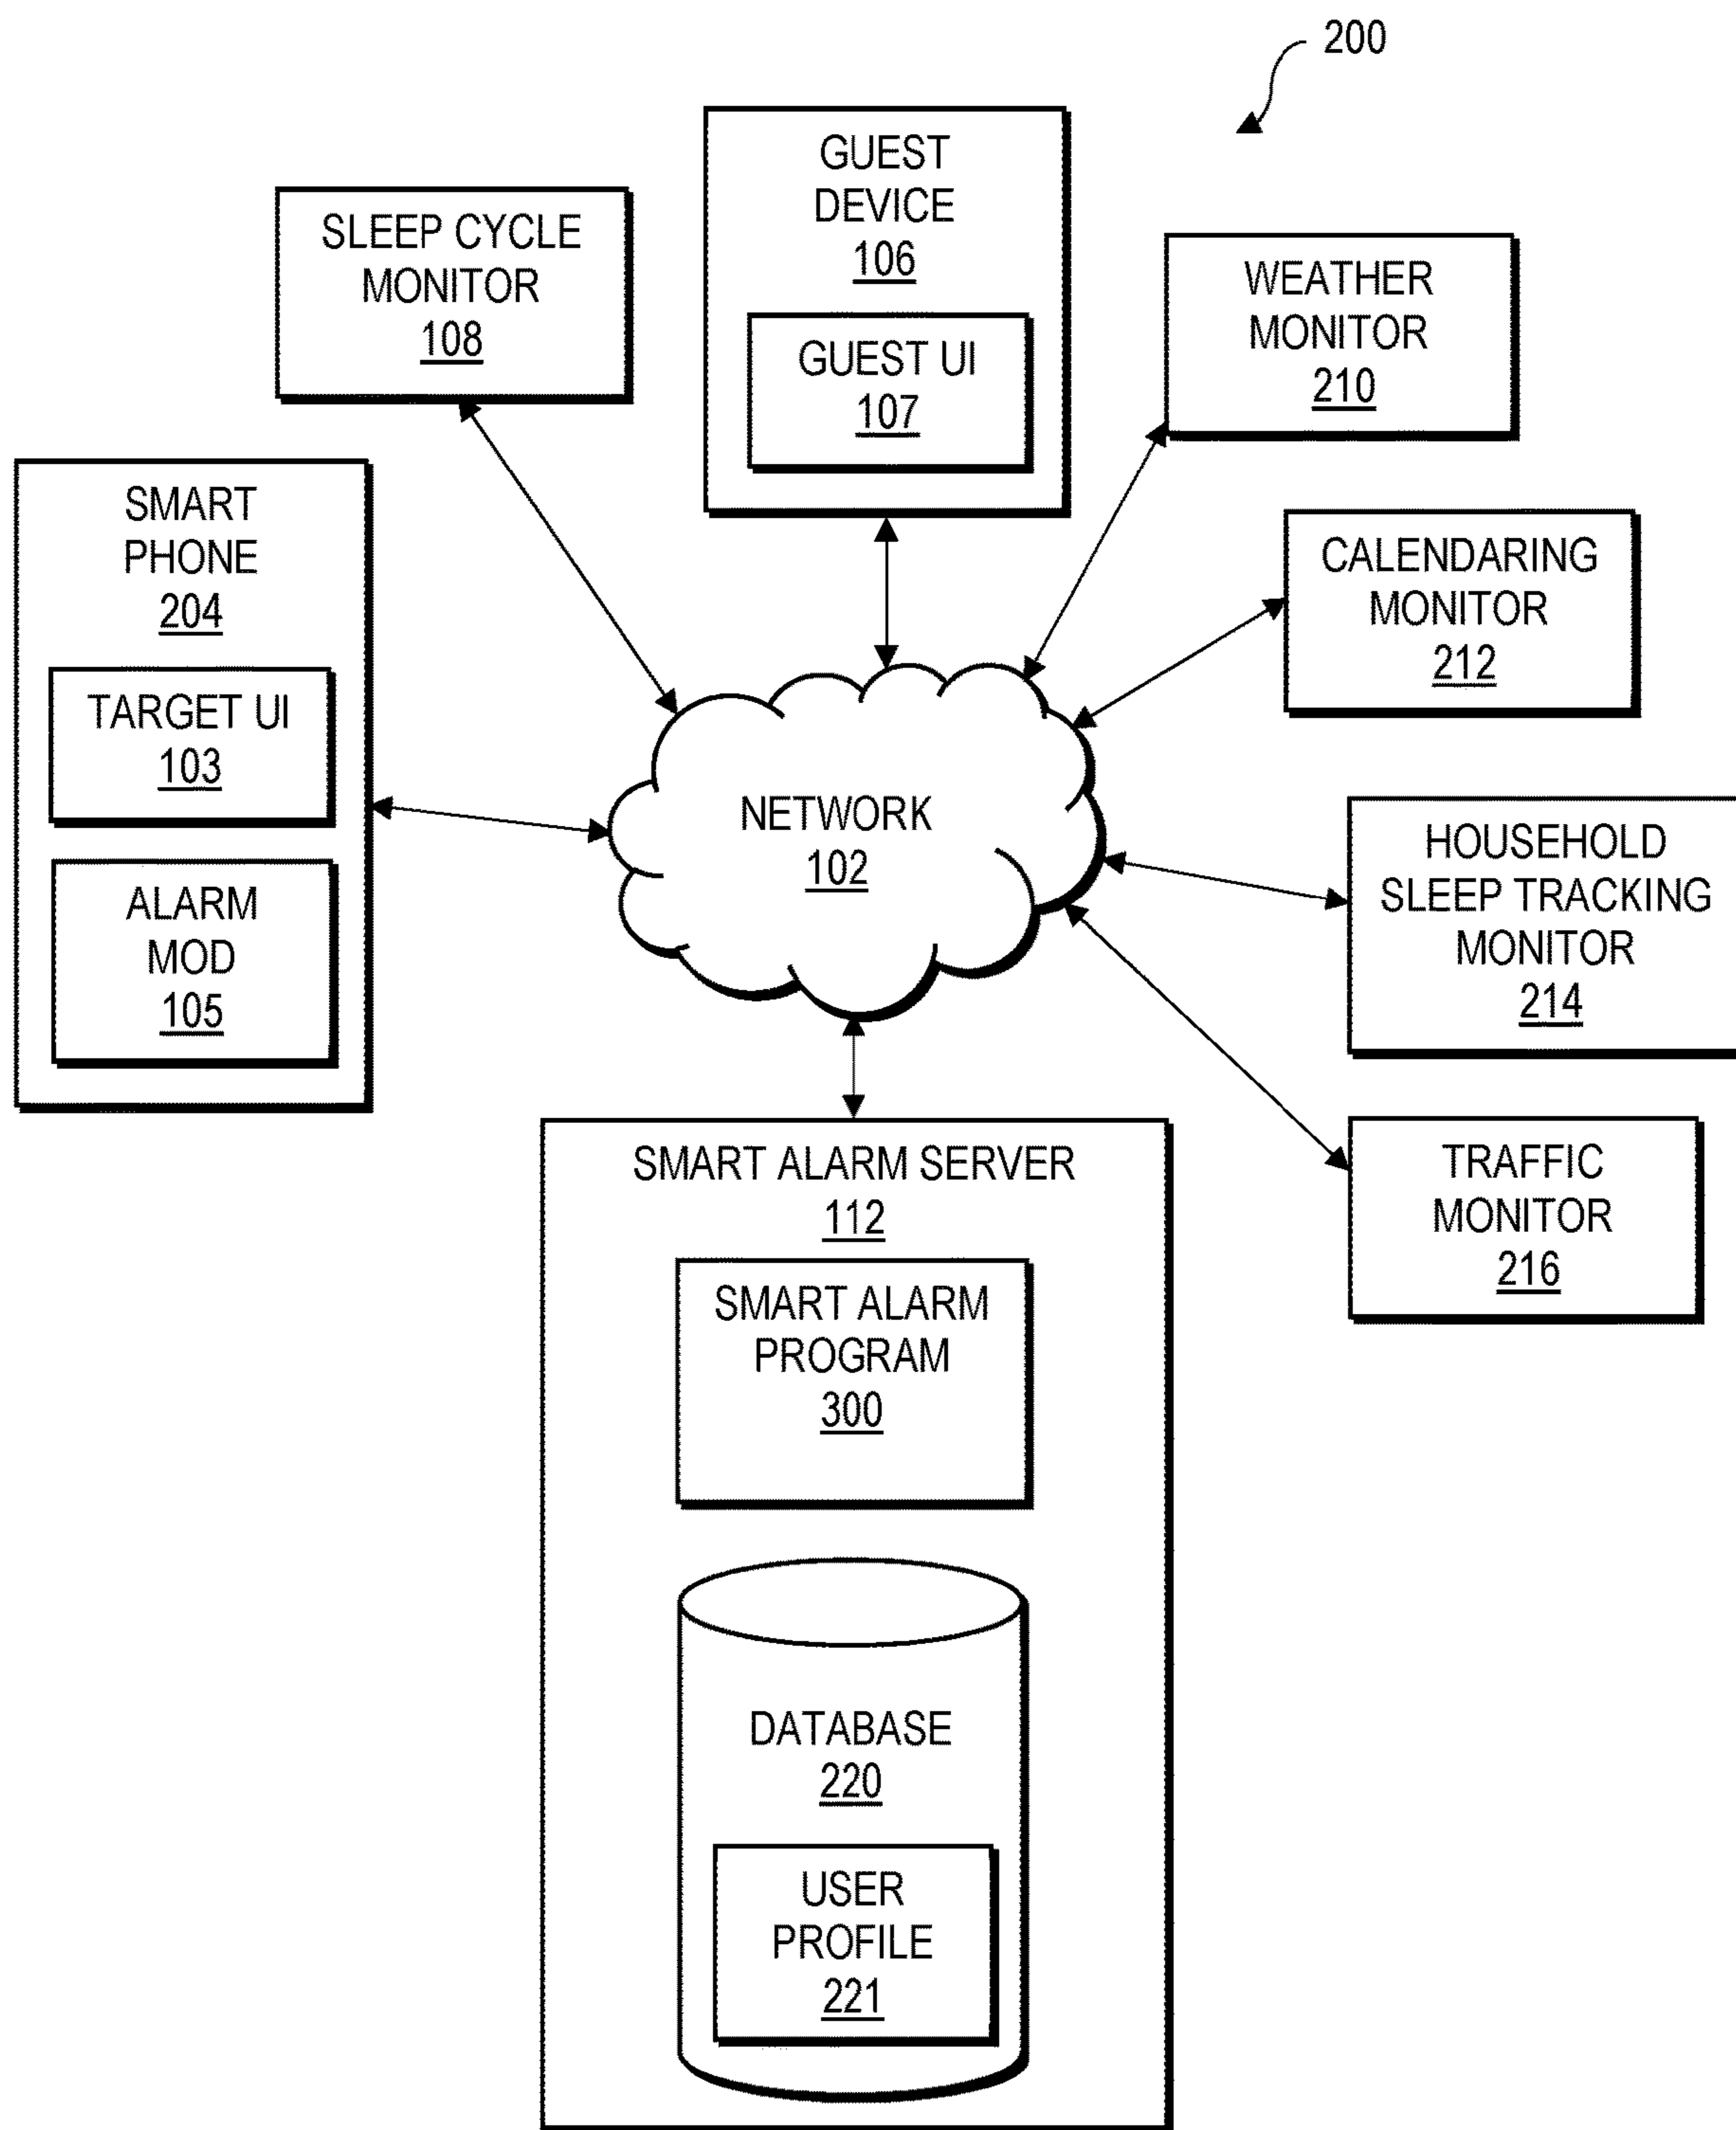 200
GUEST
DEVICE
106
GUEST UI
107
SLEEP CYCLE
MONITOR
108
WEATHER
MONITOR
210
SMART
PHONE
204
TARGET UI
103
ALARM
MOD
105
CALENDARING
MONITOR
212
NETWORK
102
HOUSEHOLD
SLEEP TRACKING
MONITOR
214
TRAFFIC
MONITOR
216
SMART ALARM SERVER
112
SMART ALARM
PROGRAM
300
DATABASE
220
USER
PROFILE
221